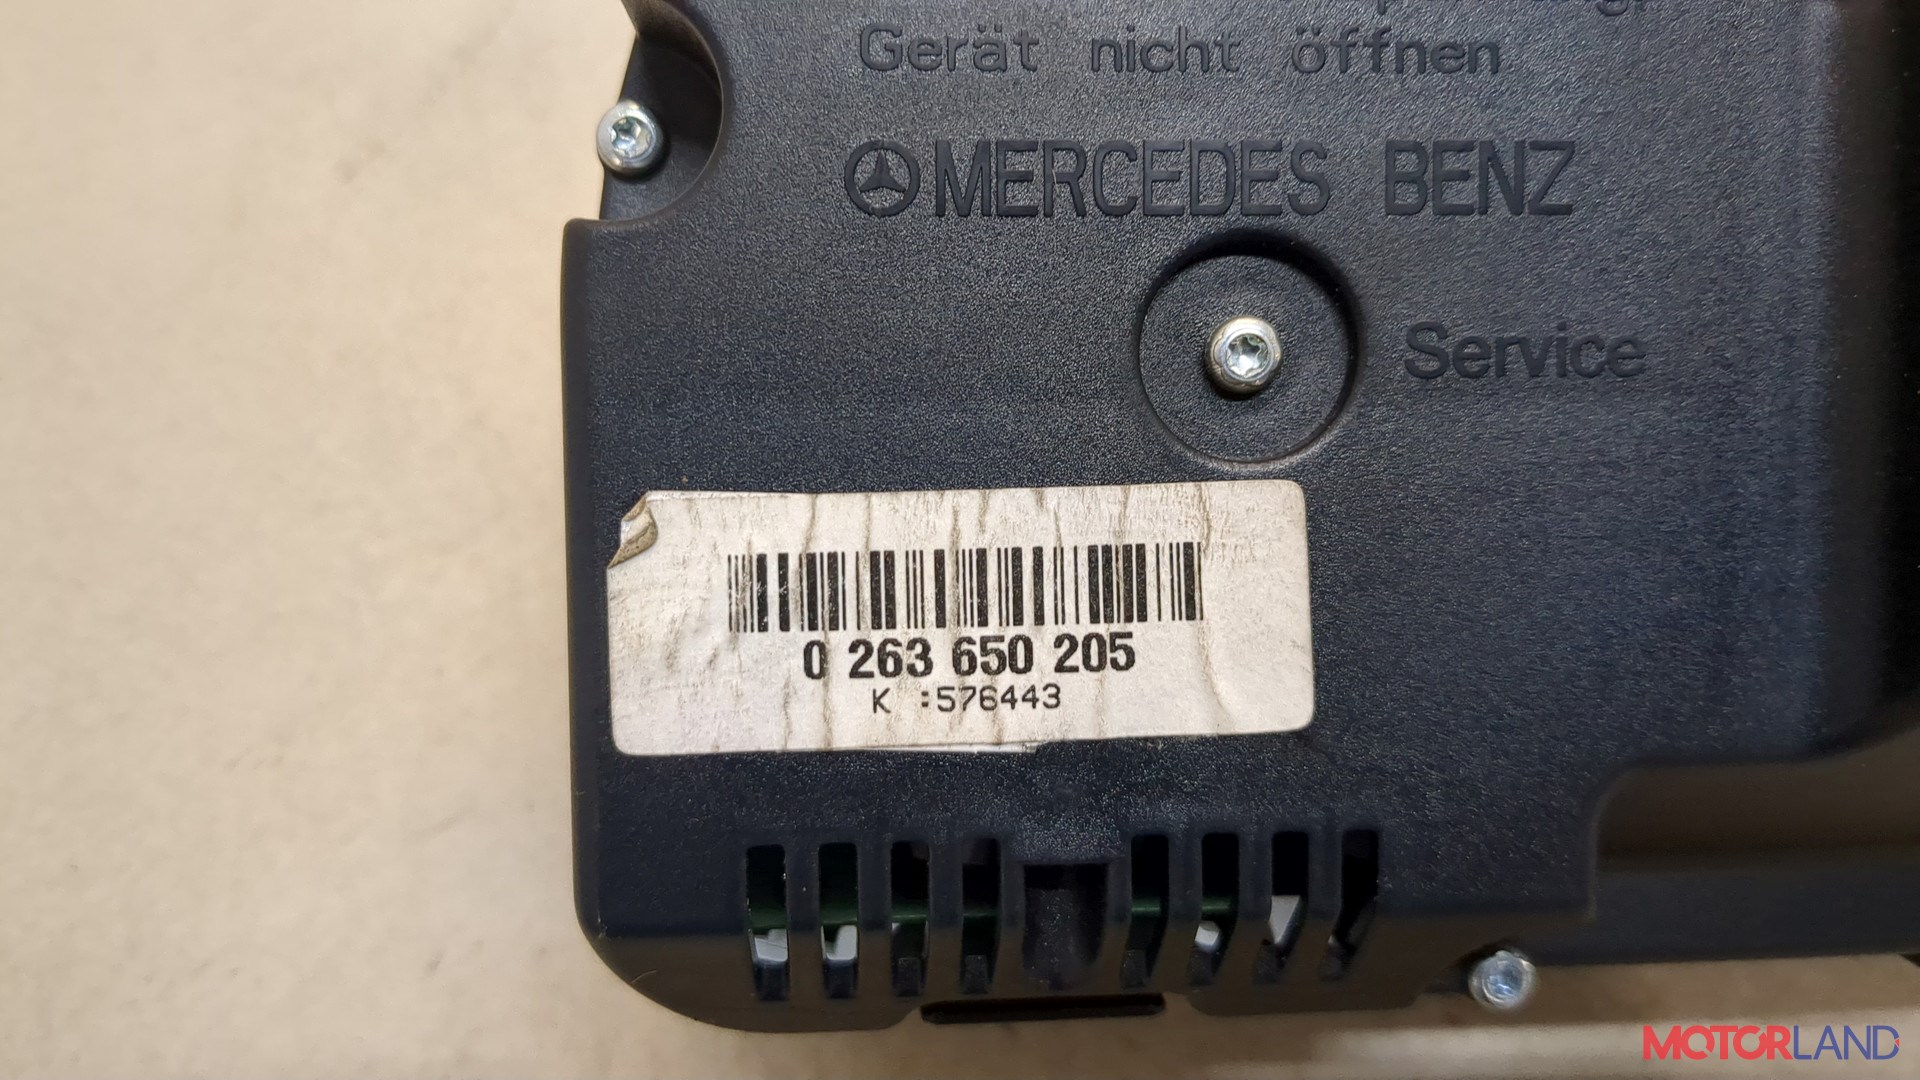 Gerät nicht öffnen
MERCEDES BENZ
Service
0 263 650 205
K :576443
MOTORLAND